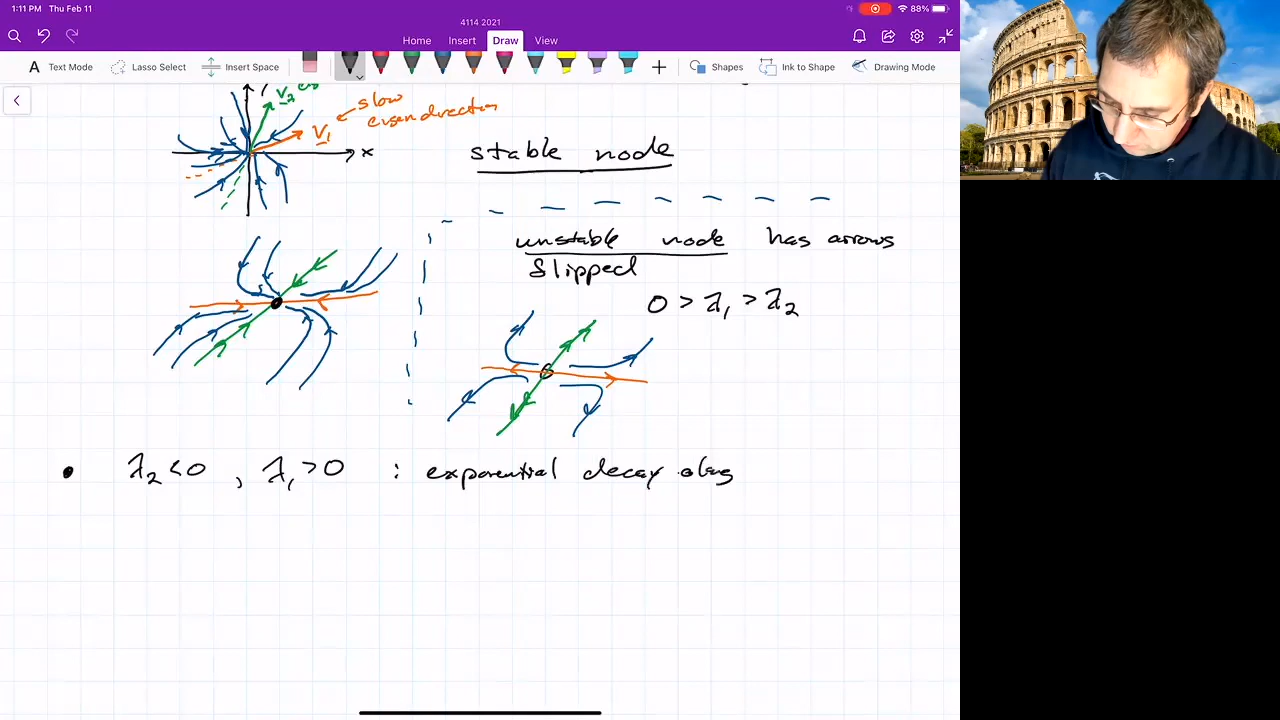 1:11 PM Thu Feb 11
88%
4114 2021
Home Insert Draw View
Text Mode Lasso Select Insert Space Shapes Ink to Shape Drawing Mode
y
v₂
slow
eigendirection
v₁
x
stable node
unstable node has arrows
flipped
0 > λ₁ > λ₂
• λ₂ < 0 , λ₁ > 0 : exponential decay along